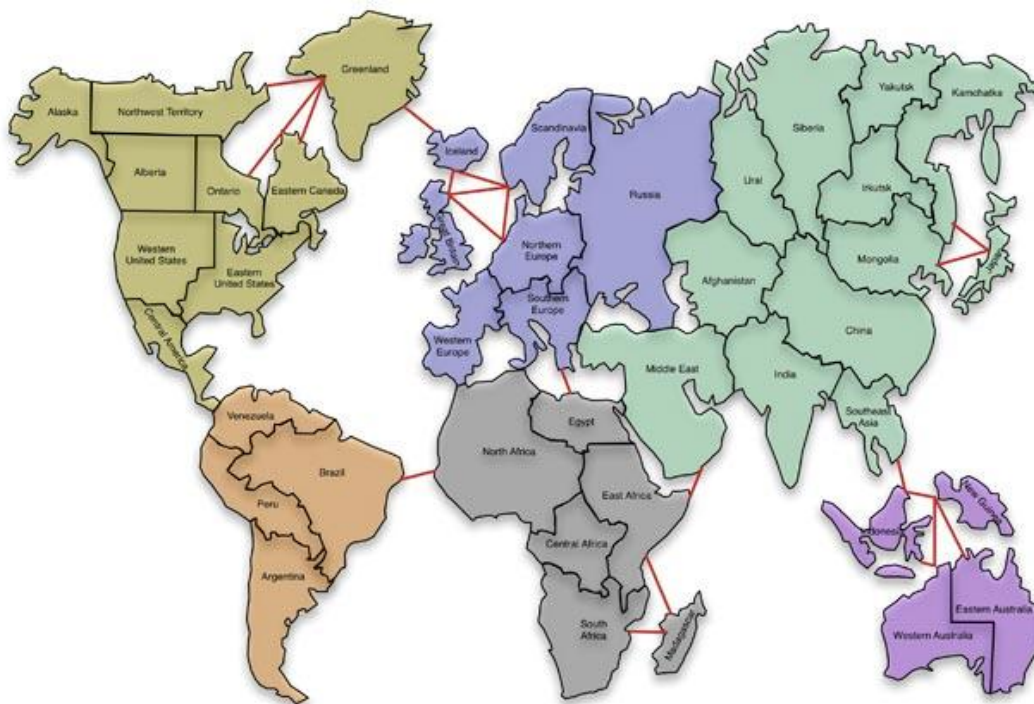 Greenland
Alaska
Northwest Territory
Alberta
Ontario
Eastern Canada
Western
United States
Eastern
United States
Central America
Venezuela
Brazil
Peru
Argentina
Iceland
Scandinavia
Great Britain
Northern
Europe
Southern
Europe
Western
Europe
Russia
Ural
Siberia
Yakutsk
Kamchatka
Irkutsk
Mongolia
Japan
Afghanistan
China
Middle East
India
Southeast
Asia
North Africa
Egypt
East Africa
Central Africa
South
Africa
Madagascar
Indonesia
New Guinea
Western Australia
Eastern Australia